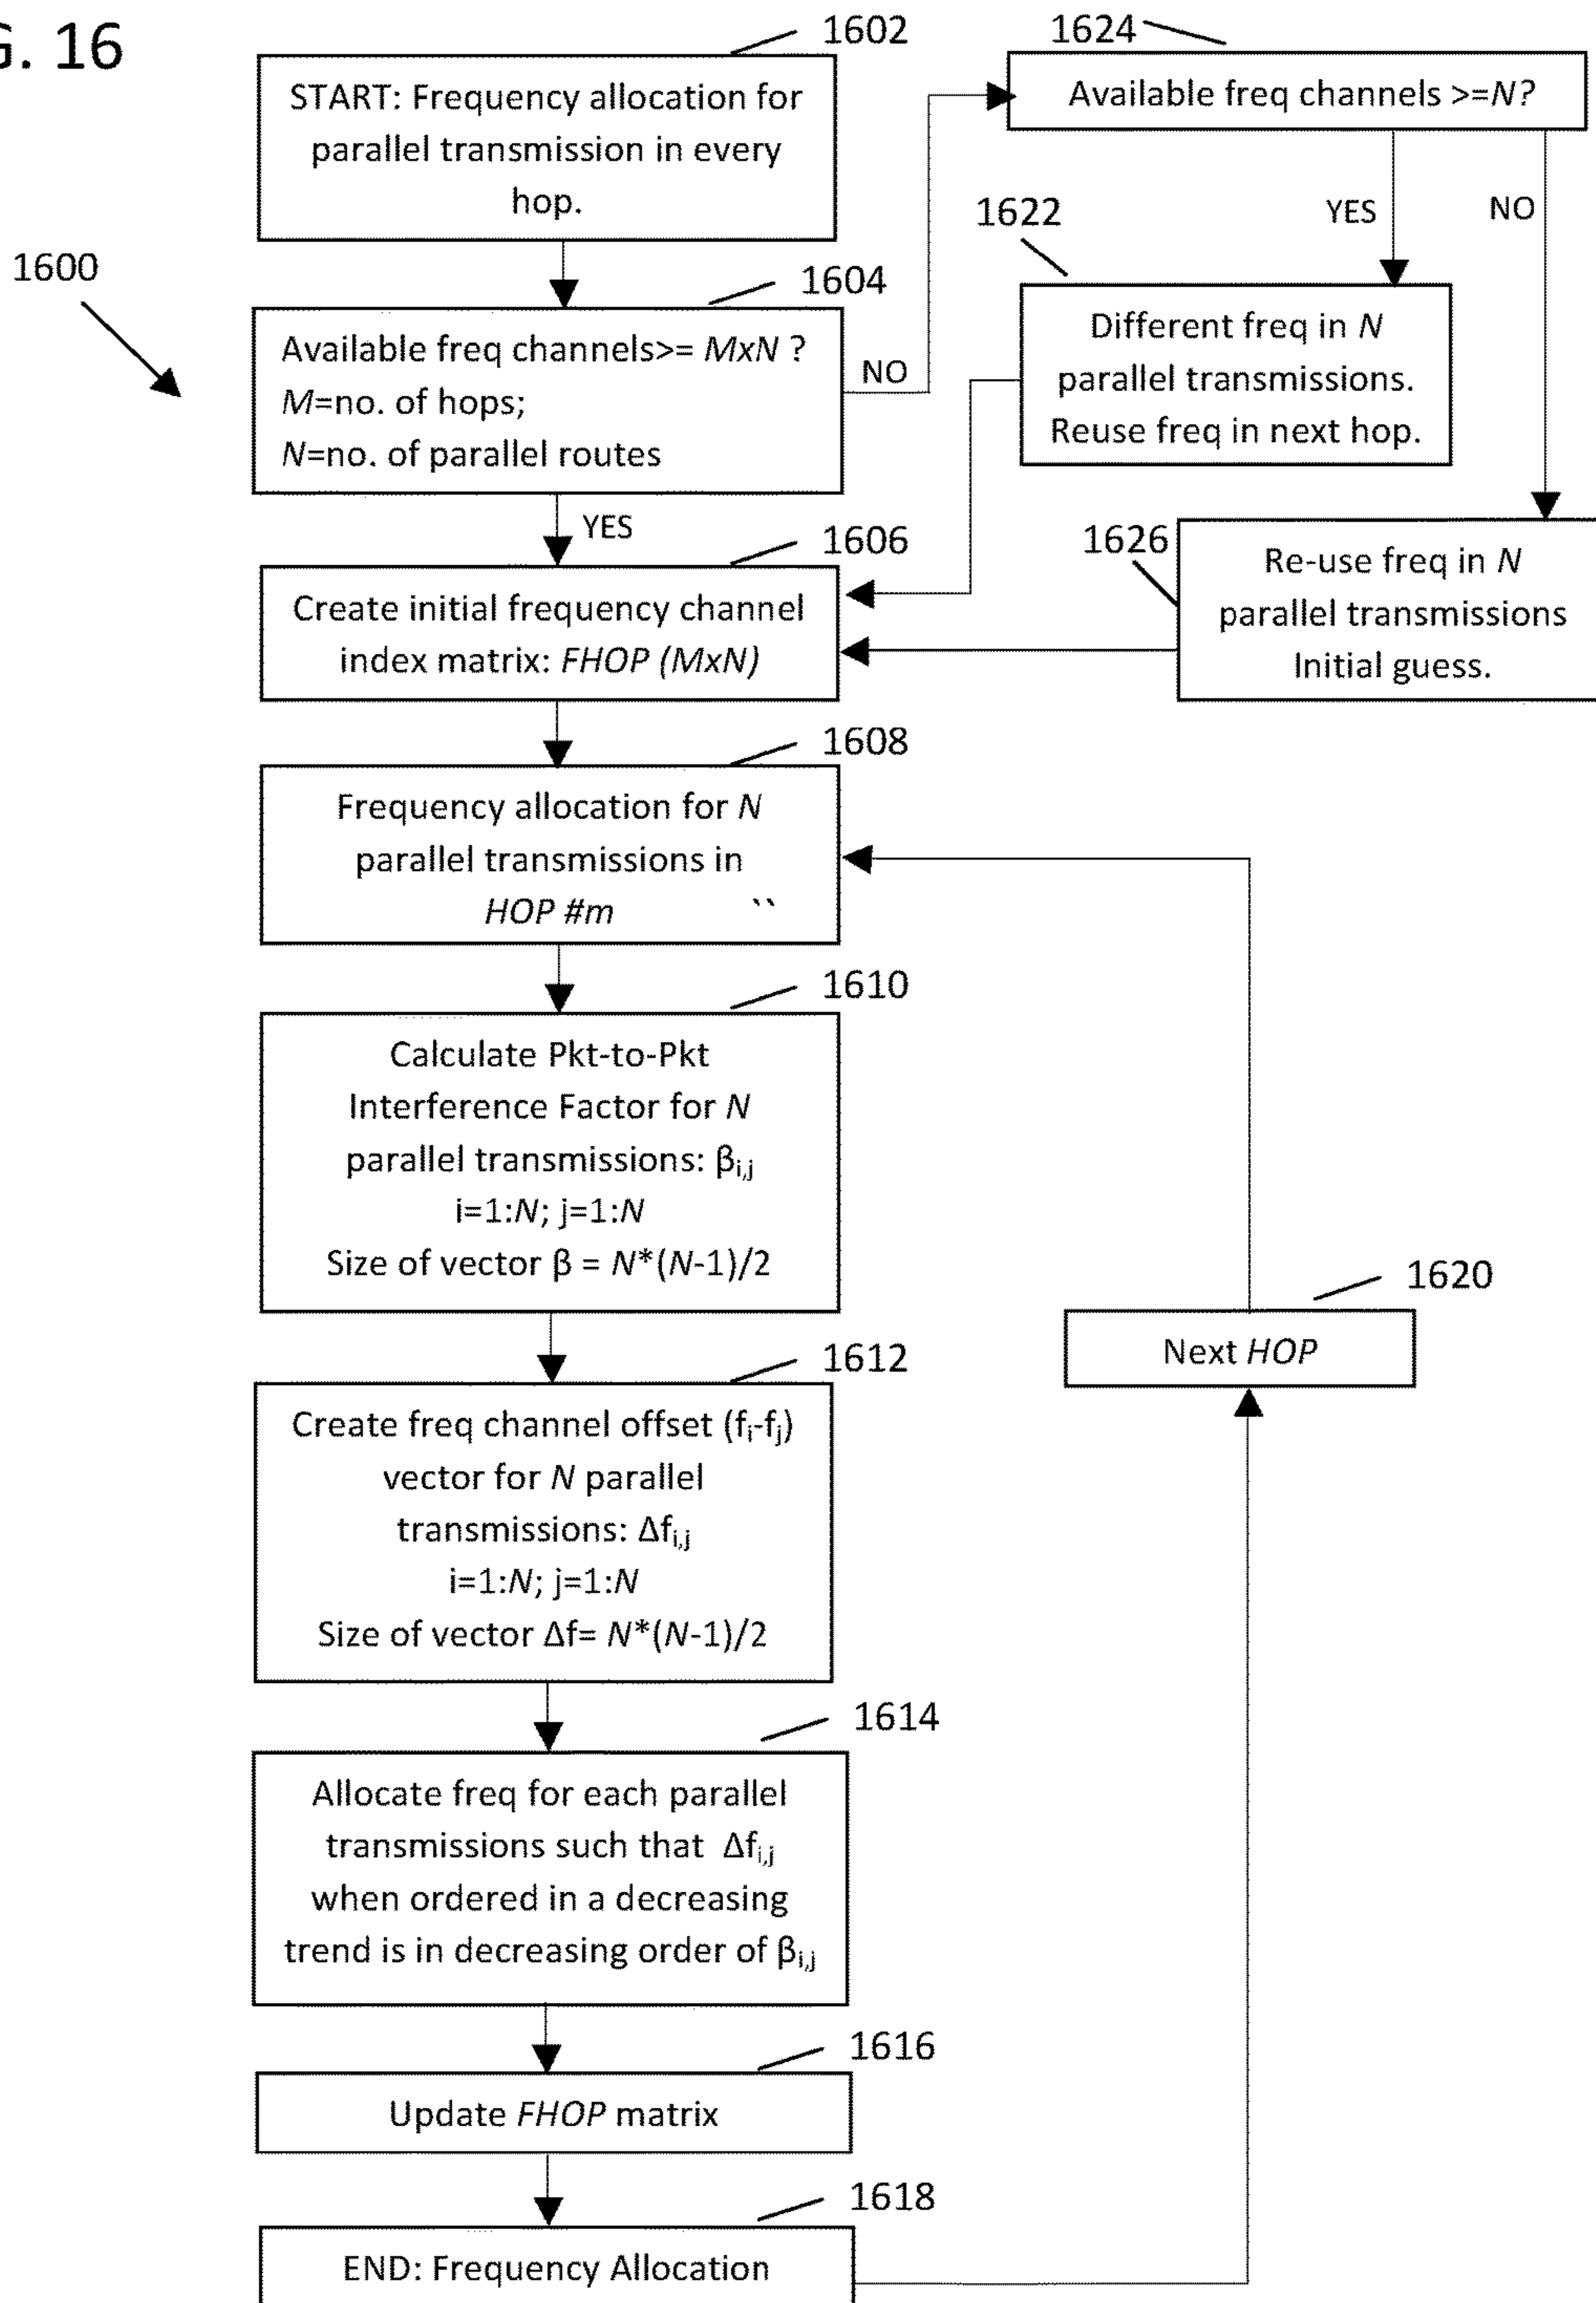 G. 16
1600
1602
START: Frequency allocation for
parallel transmission in every
hop.
1604
Available freq channels>= MxN ?
M=no. of hops;
N=no. of parallel routes
NO
YES
1624
Available freq channels >=N?
YES
NO
1622
Different freq in N
parallel transmissions.
Reuse freq in next hop.
1626
Re-use freq in N
parallel transmissions
Initial guess.
1606
Create initial frequency channel
index matrix: FHOP (MxN)
1608
Frequency allocation for N
parallel transmissions in
HOP #m ``
1610
Calculate Pkt-to-Pkt
Interference Factor for N
parallel transmissions: βi,j
i=1:N; j=1:N
Size of vector β = N*(N-1)/2
1612
Create freq channel offset (fi-fj)
vector for N parallel
transmissions: Δfi,j
i=1:N; j=1:N
Size of vector Δf= N*(N-1)/2
1614
Allocate freq for each parallel
transmissions such that Δfi,j
when ordered in a decreasing
trend is in decreasing order of βi,j
1616
Update FHOP matrix
1618
END: Frequency Allocation
1620
Next HOP